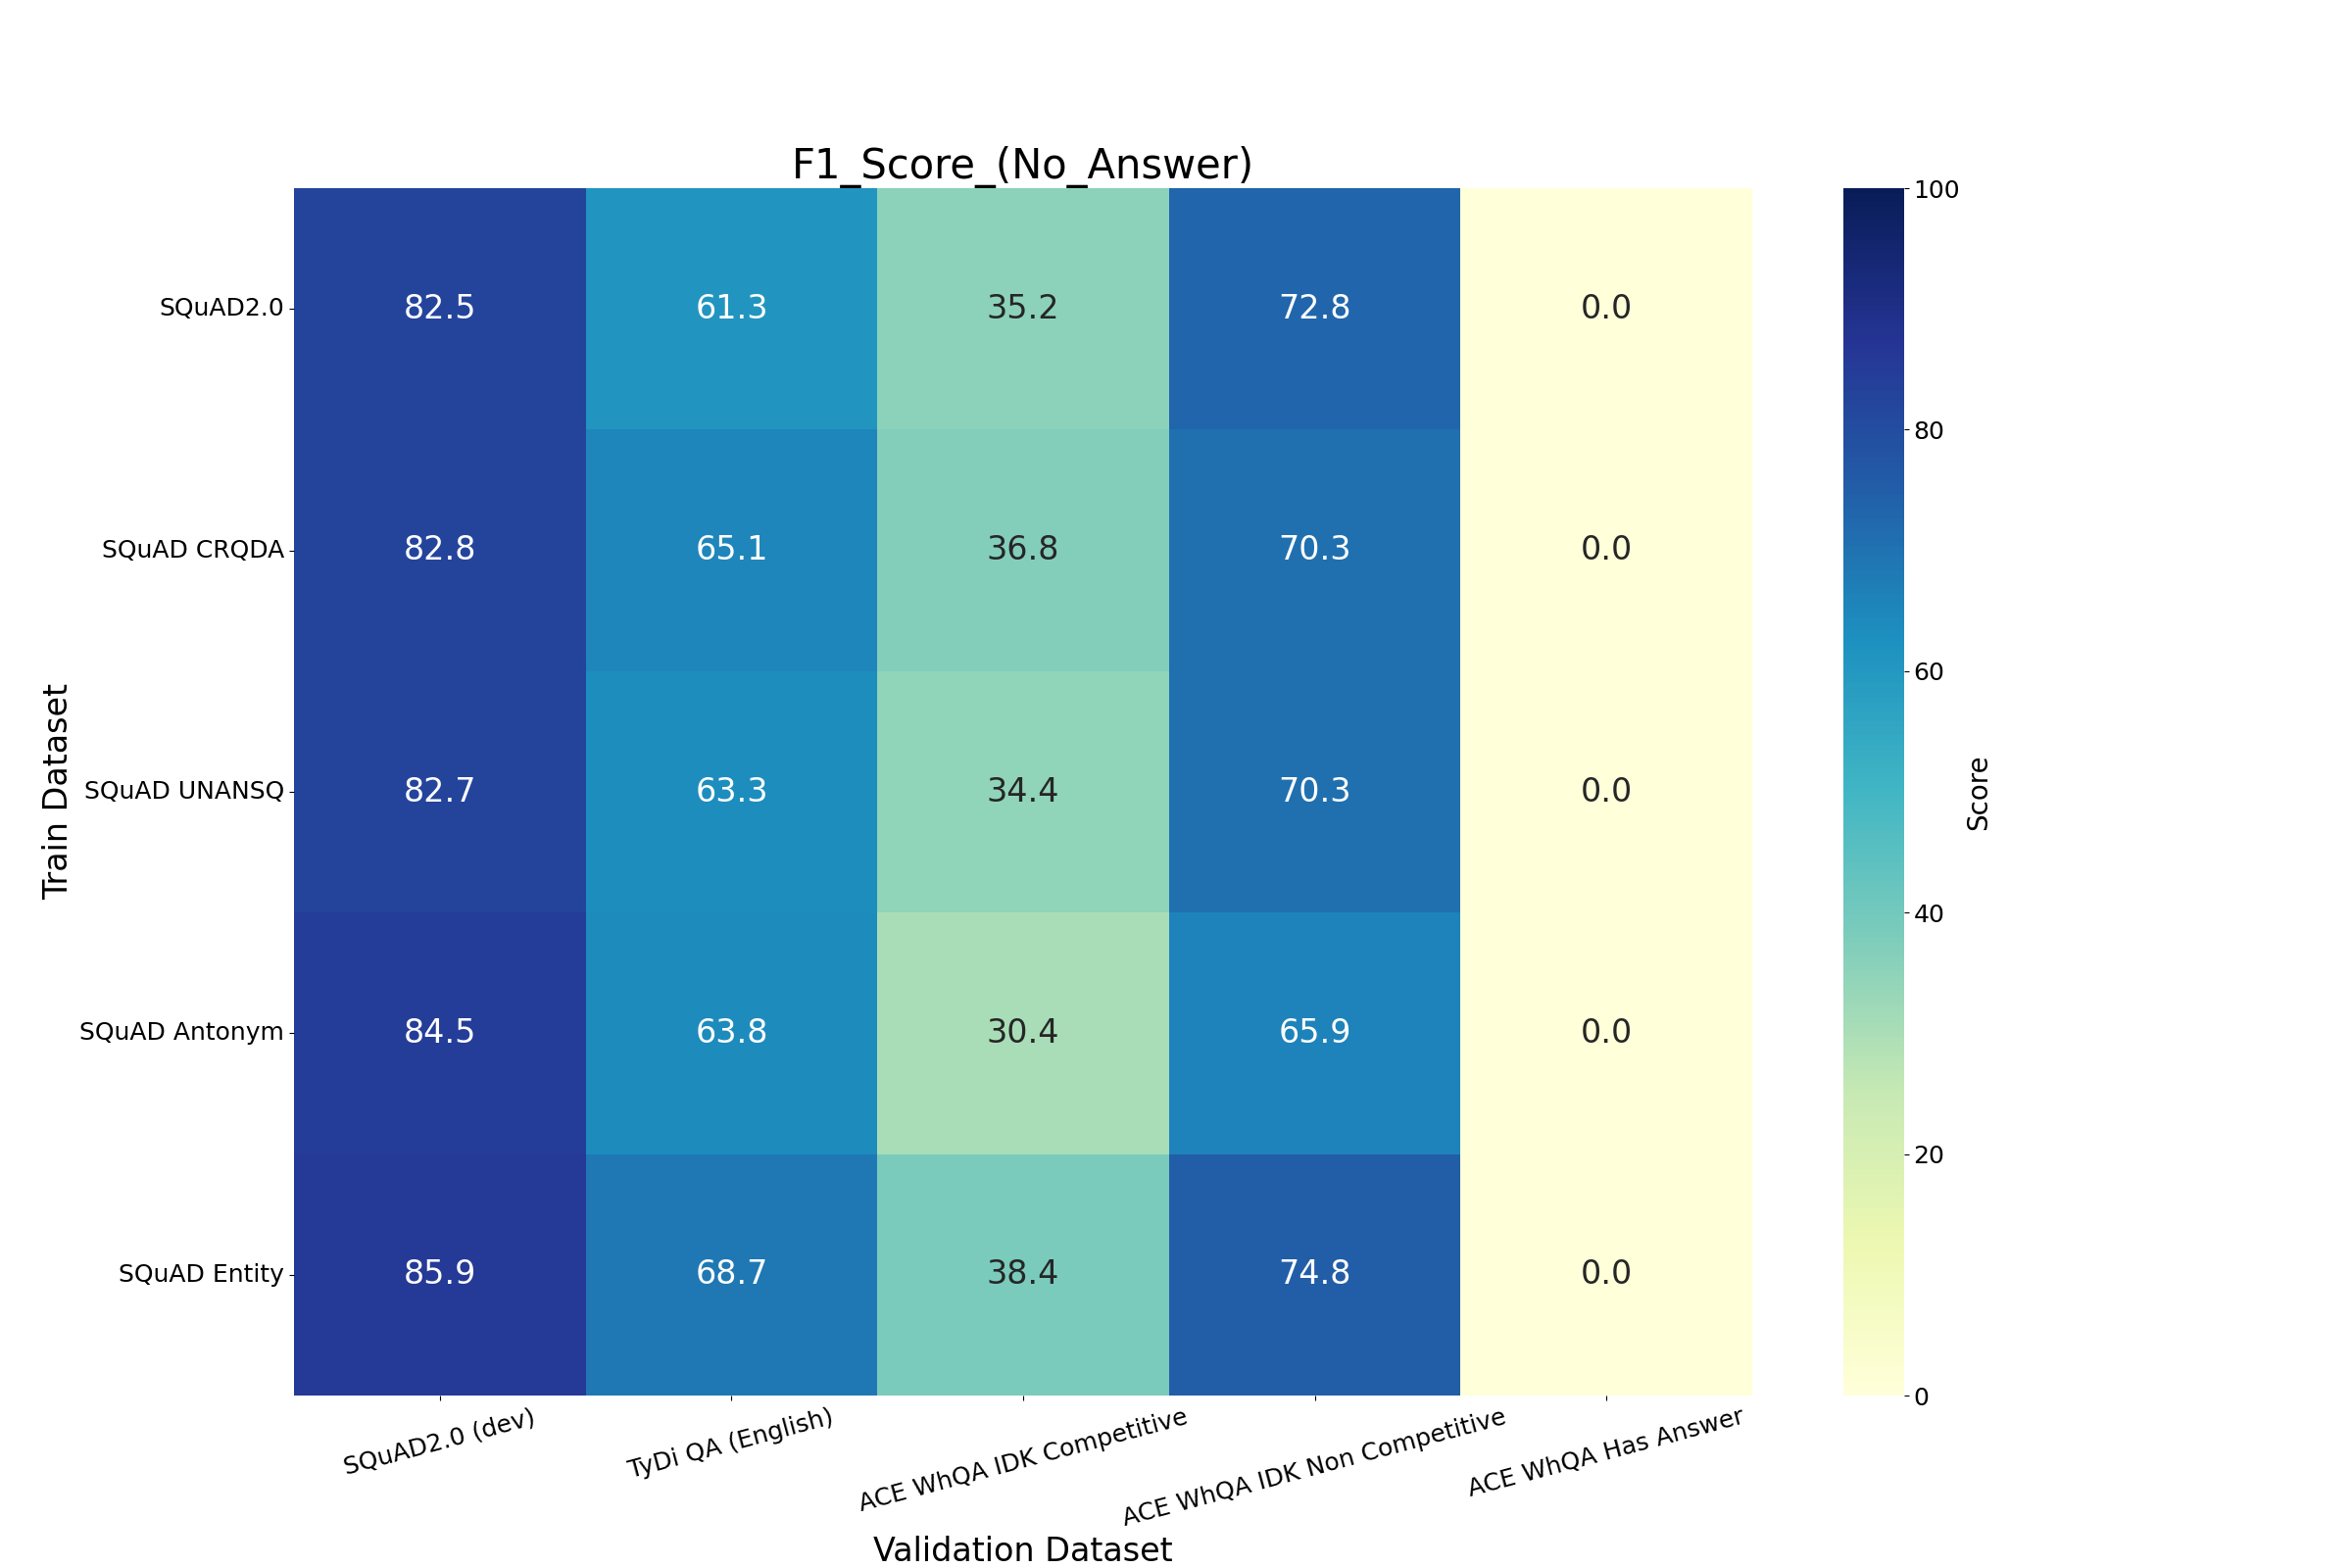 F1_Score_(No_Answer)
Train Dataset
SQuAD2.0 82.5 61.3 35.2 72.8 0.0
SQuAD CRQDA 82.8 65.1 36.8 70.3 0.0
SQuAD UNANSQ 82.7 63.3 34.4 70.3 0.0
SQuAD Antonym 84.5 63.8 30.4 65.9 0.0
SQuAD Entity 85.9 68.7 38.4 74.8 0.0
SQuAD2.0 (dev)
TyDi QA (English)
ACE WhQA IDK Competitive
ACE WhQA IDK Non Competitive
ACE WhQA Has Answer
Validation Dataset
100
80
60
40
20
0
Score